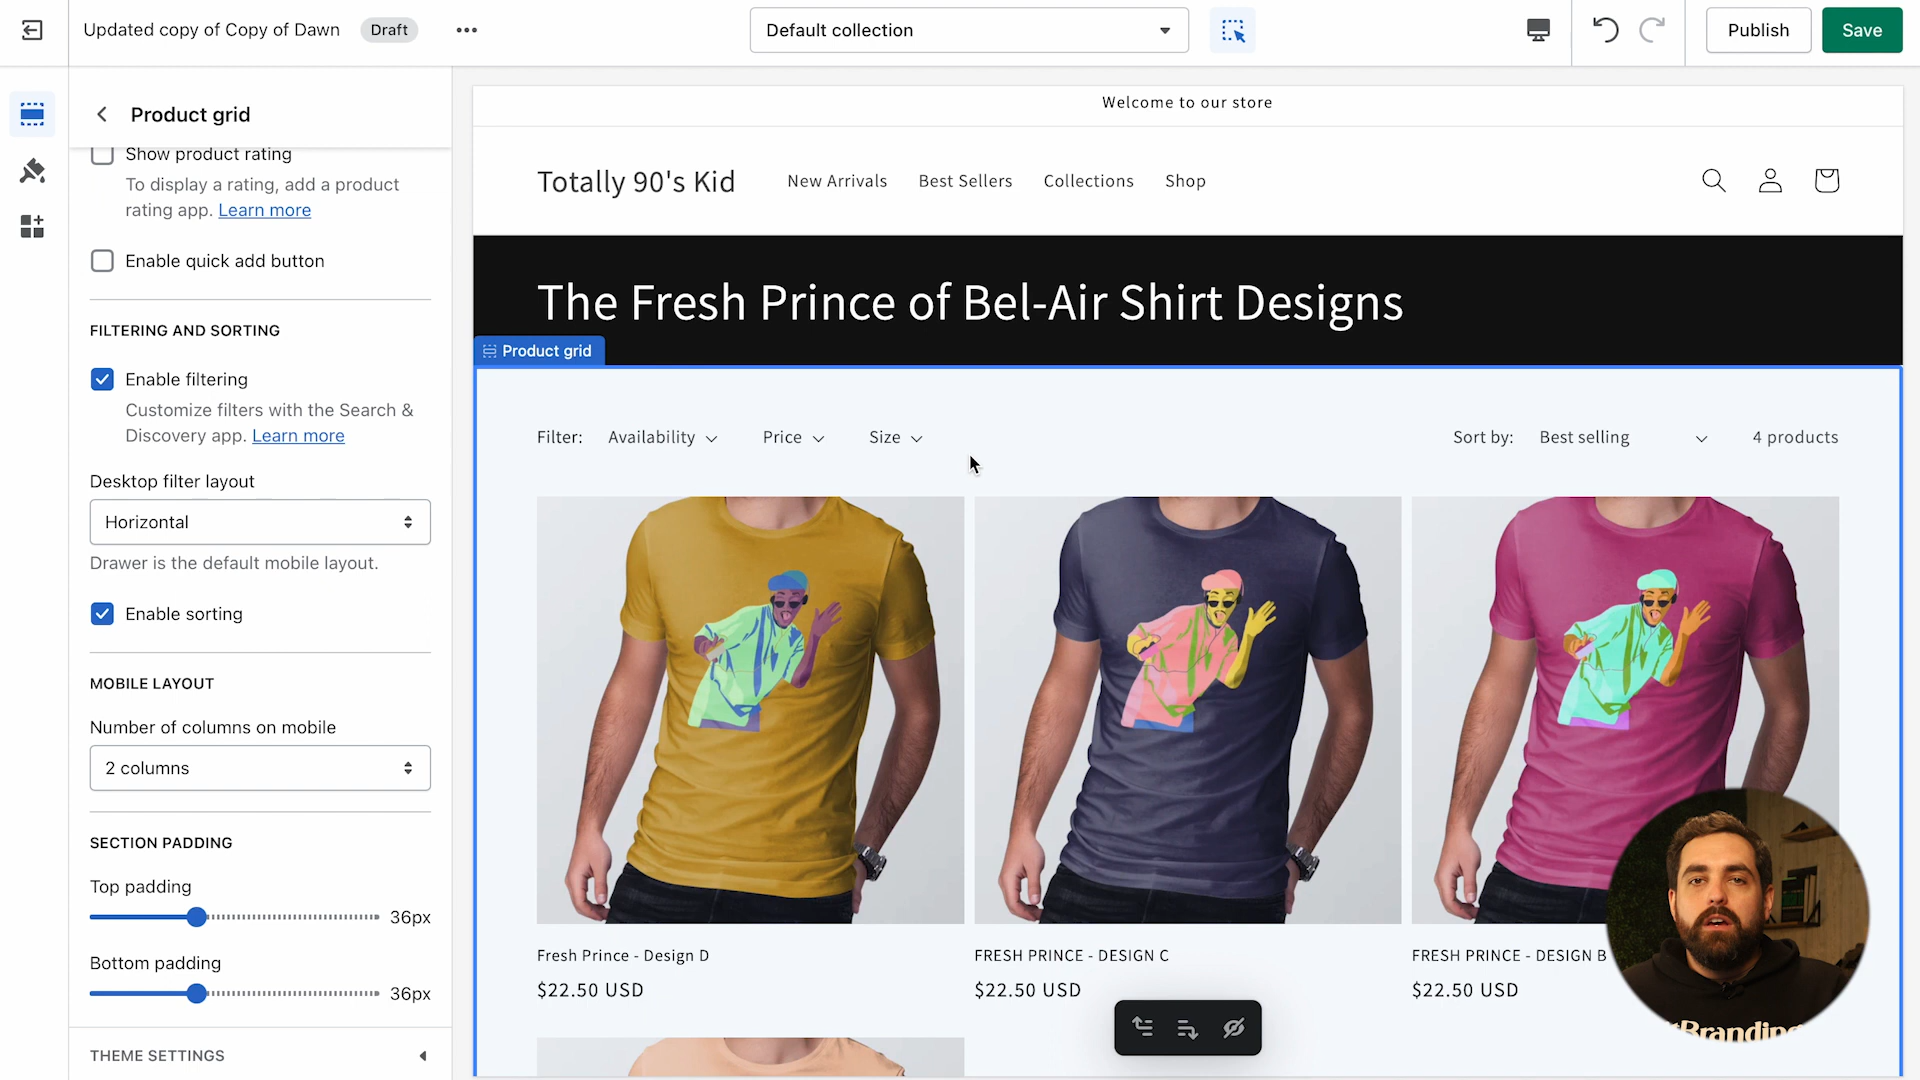 Updated copy of Copy of Dawn
Draft
Default collection
Publish
Save
Product grid
Show product rating
To display a rating, add a product
rating app. Learn more
Enable quick add button
FILTERING AND SORTING
Enable filtering
Customize filters with the Search &
Discovery app. Learn more
Desktop filter layout
Horizontal
Drawer is the default mobile layout.
Enable sorting
MOBILE LAYOUT
Number of columns on mobile
2 columns
SECTION PADDING
Top padding
36px
Bottom padding
36px
THEME SETTINGS
Welcome to our store
Totally 90's Kid
New Arrivals
Best Sellers
Collections
Shop
The Fresh Prince of Bel-Air Shirt Designs
Product grid
Filter:
Availability
Price
Size
Sort by:
Best selling
4 products
Fresh Prince - Design D
$22.50 USD
FRESH PRINCE - DESIGN C
$22.50 USD
FRESH PRINCE - DESIGN B
$22.50 USD